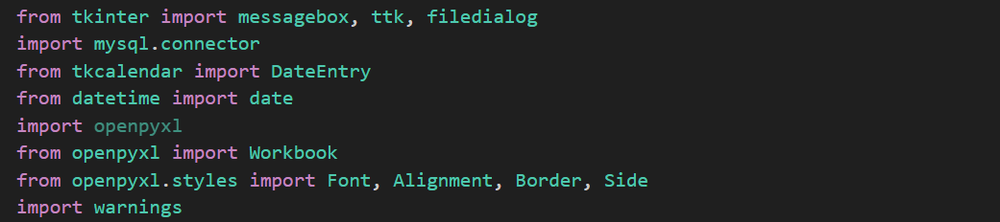 from tkinter import messagebox, ttk, filedialog
import mysql.connector
from tkcalendar import DateEntry
from datetime import date
import openpyxl
from openpyxl import Workbook
from openpyxl.styles import Font, Alignment, Border, Side
import warnings